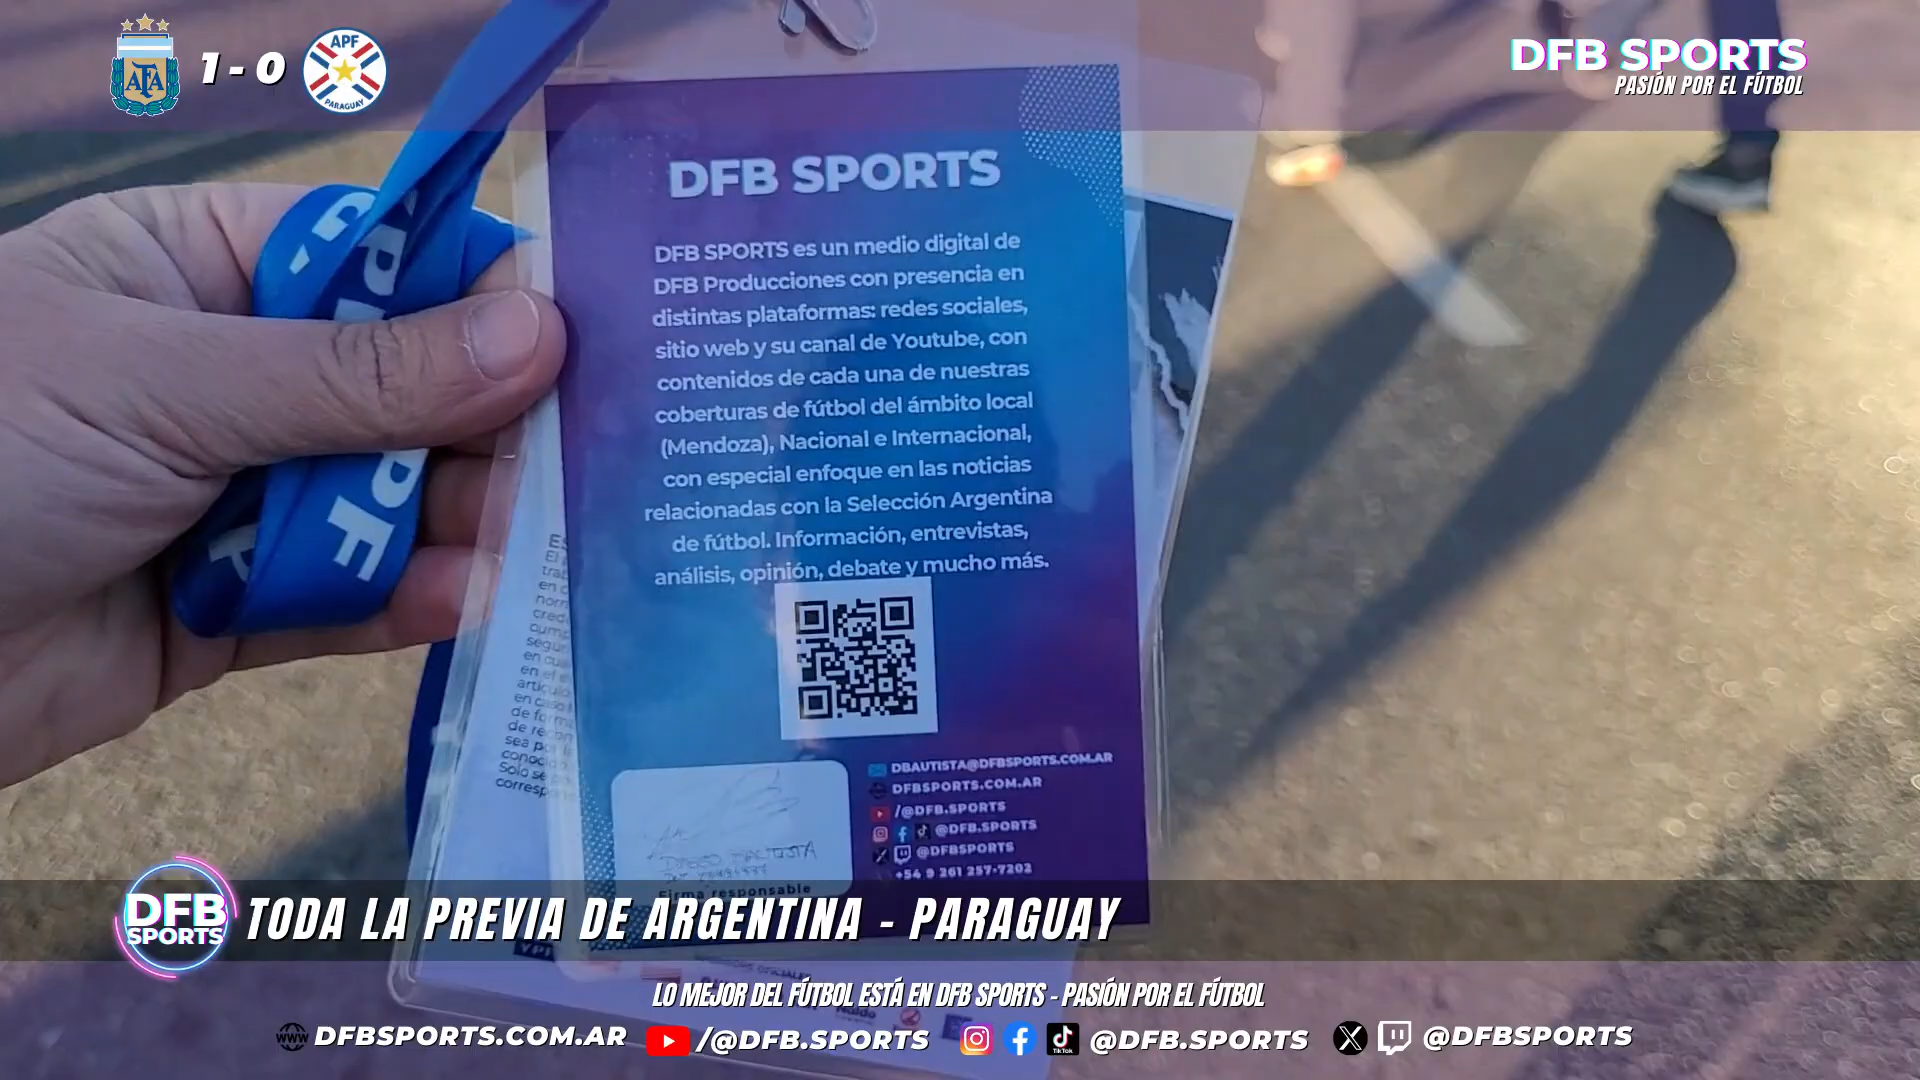 AFA
1 - 0
APF
PARAGUAY
DFB SPORTS
PASIÓN POR EL FÚTBOL
DFB SPORTS
DFB SPORTS es un medio digital de
DFB Producciones con presencia en
distintas plataformas: redes sociales,
sitio web y su canal de Youtube, con
contenidos de cada una de nuestras
coberturas de fútbol del ámbito local
(Mendoza), Nacional e Internacional,
con especial enfoque en las noticias
relacionadas con la Selección Argentina
de fútbol. Información, entrevistas,
análisis, opinión, debate y mucho más.
DBAUTISTA@DFBSPORTS.COM.AR
DFBSPORTS.COM.AR
/@DFB.SPORTS
@DFB.SPORTS
@DFBSPORTS
+54 9 261 257-7202
Firma responsable
DFB
SPORTS
TODA LA PREVIA DE ARGENTINA - PARAGUAY
LO MEJOR DEL FÚTBOL ESTÁ EN DFB SPORTS - PASIÓN POR EL FÚTBOL
WWW
DFBSPORTS.COM.AR
/@DFB.SPORTS
TikTok
@DFB.SPORTS
@DFBSPORTS